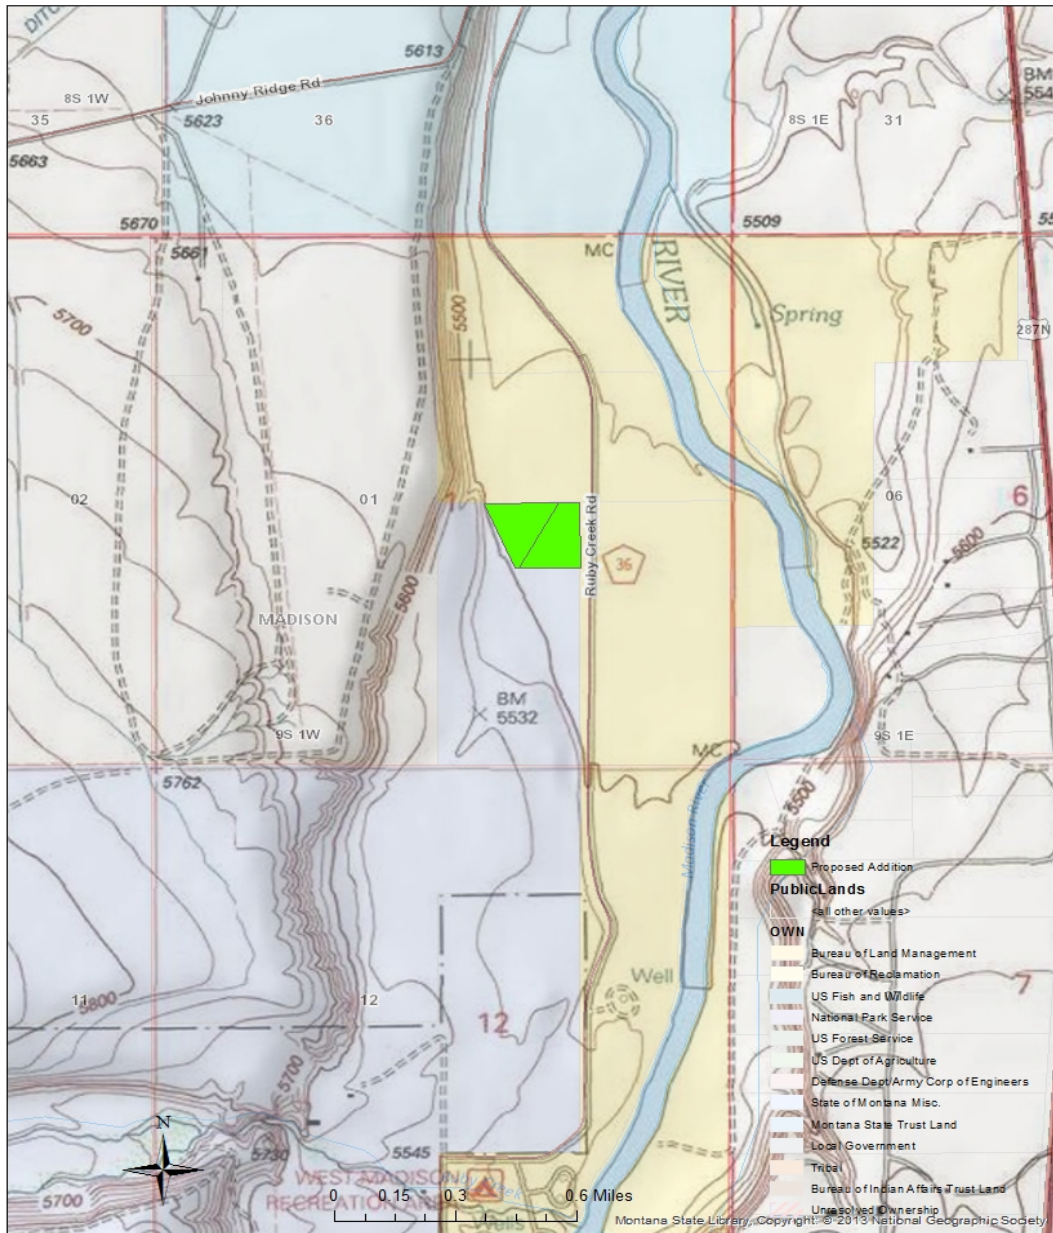 DITCH
5613
BM
8S 1W
Johnny Ridge Rd
8S 1E
35
5623
36
31
5663
5670
5509
5661
MC
RIVER
5700
5500
Spring
287N
02
01
06
6
Ruby Creek Rd
36
5522
5600
5600
MADISON
BM
5532
9S 1W
MC
9S 1E
5762
5500
Madison River
Legend
Proposed Addition
PublicLands
<all other values>
OWN
Well
Bureau of Land Management
Bureau of Reclamation
7
11
5800
12
12
US Fish and Wildlife
National Park Service
US Forest Service
5700
US Dept of Agriculture
Defense Dept/Army Corp of Engineers
State of Montana Misc.
N
Montana State Trust Land
5730
5545
Local Government
WEST MADISON
Tribal
RECREATION AREA
Bureau of Indian Affairs Trust Land
5700
0 0.15 0.3 0.6 Miles
Unresolved Ownership
Wells
Montana State Library, Copyright: © 2013 National Geographic Society